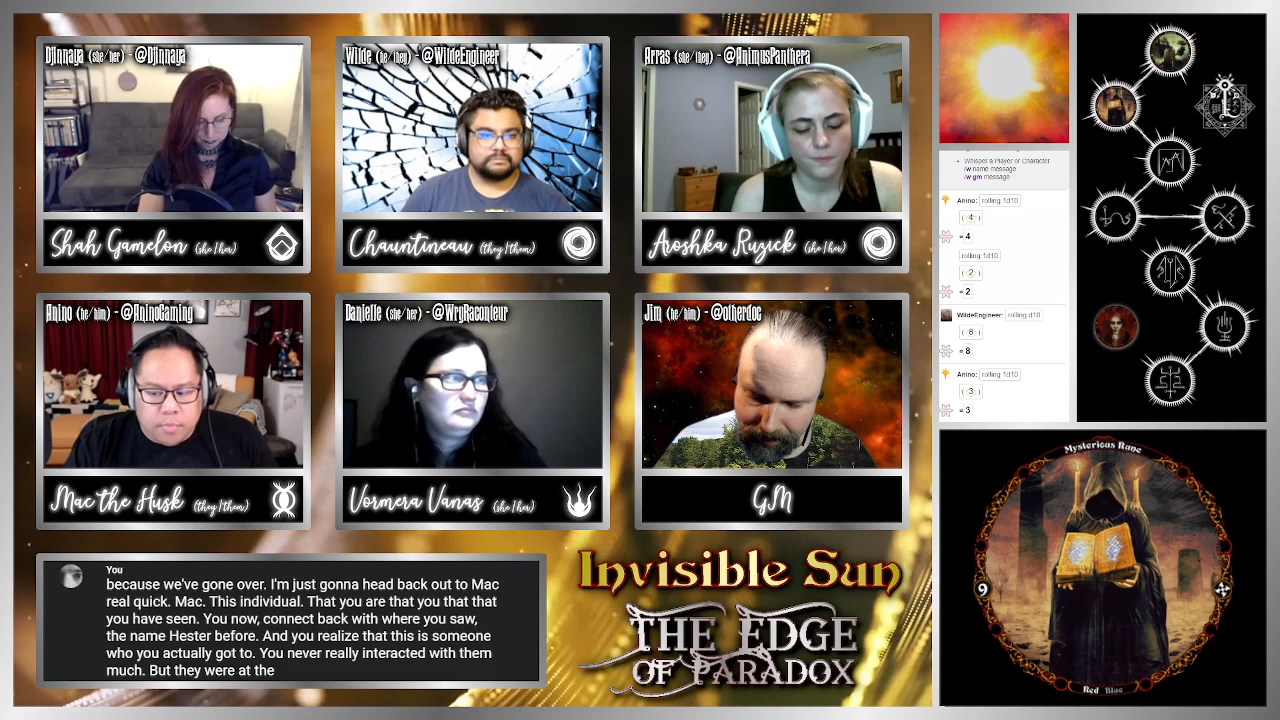 Djinnaya (she/her) - @Djinnaya
Wilde (he/they) - @WildeEngineer
Arras (she/they) - @AnimusPanthera
Shah Gamelon (she/her)
Chauntineau (they/them)
Aroshka Ruzick (she/her)
Anino (he/him) - @AninoGaming
Danielle (she/her) - @WryRaconteur
Jim (he/him) - @otherdoc
Mac the Husk (they/them)
Vormera Vanas (she/her)
GM
You
because we've gone over. I'm just gonna head back out to Mac
real quick. Mac. This individual. That you are that you that that
you have seen. You now, connect back with where you saw,
the name Hester before. And you realize that this is someone
who you actually got to. You never really interacted with them
much. But they were at the
Invisible Sun
THE EDGE
OF PARADOX
Whisper a Player or Character
/w name message
/w gm message
Anino: rolling 1d10
(4)
= 4
rolling 1d10
(2)
= 2
WildeEngineer: rolling d10
(8)
= 8
Anino: rolling 1d10
(3)
= 3
Mysterious Rune
9
Red Blue